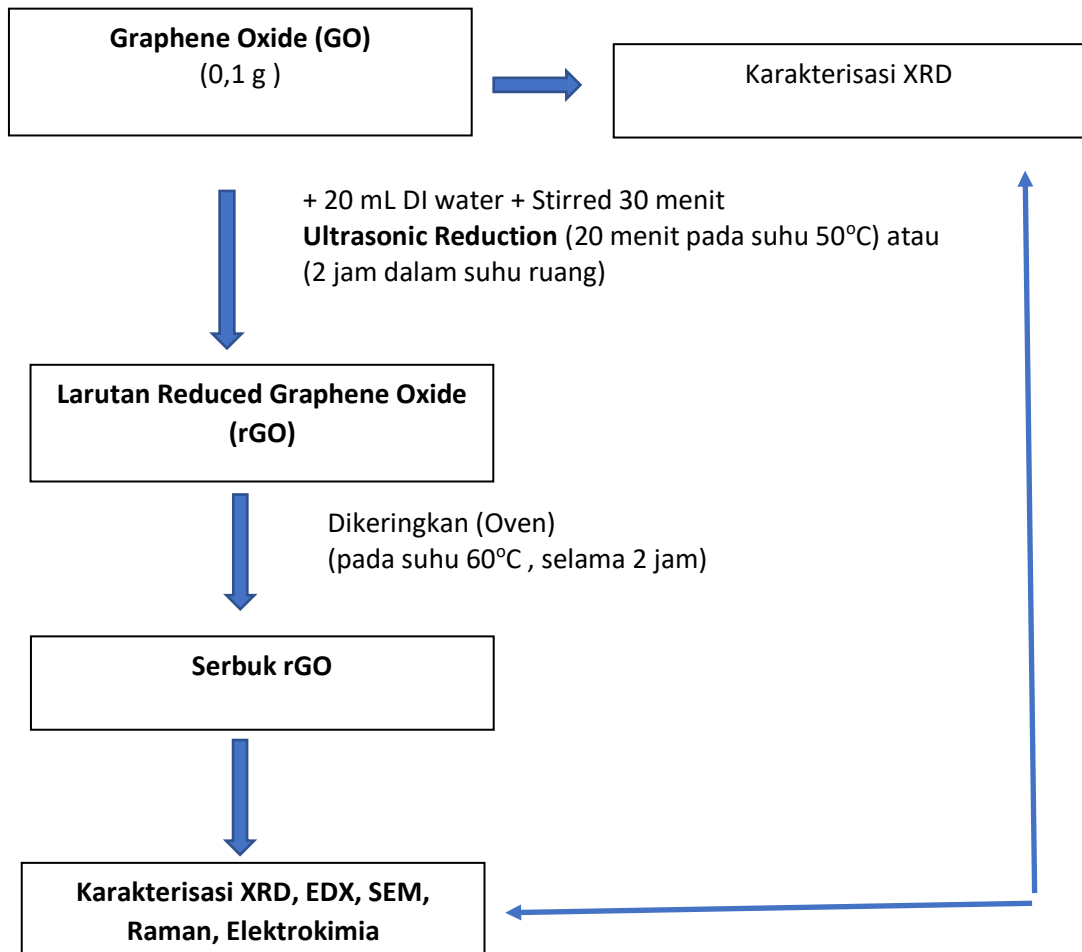 Graphene Oxide (GO)
(0,1 g )
Karakterisasi XRD
+ 20 mL DI water + Stirred 30 menit
Ultrasonic Reduction (20 menit pada suhu 50°C) atau
(2 jam dalam suhu ruang)
Larutan Reduced Graphene Oxide
(rGO)
Dikeringkan (Oven)
(pada suhu 60°C , selama 2 jam)
Serbuk rGO
Karakterisasi XRD, EDX, SEM,
Raman, Elektrokimia